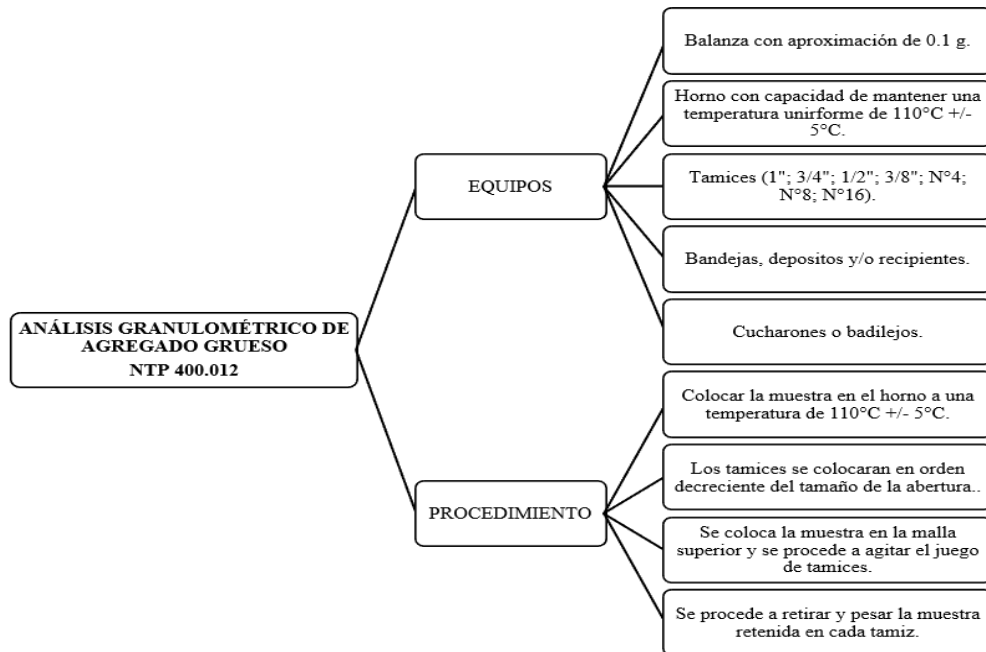 ANÁLISIS GRANULOMÉTRICO DE
AGREGADO GRUESO
NTP 400.012
EQUIPOS
Balanza con aproximación de 0.1 g.
Horno con capacidad de mantener una
temperatura unirforme de 110°C +/-
5°C.
Tamices (1"; 3/4"; 1/2"; 3/8"; N°4;
N°8; N°16).
Bandejas, depositos y/o recipientes.
Cucharones o badilejos.
PROCEDIMIENTO
Colocar la muestra en el horno a una
temperatura de 110°C +/- 5°C.
Los tamices se colocaran en orden
decreciente del tamaño de la abertura..
Se coloca la muestra en la malla
superior y se procede a agitar el juego
de tamices.
Se procede a retirar y pesar la muestra
retenida en cada tamiz.